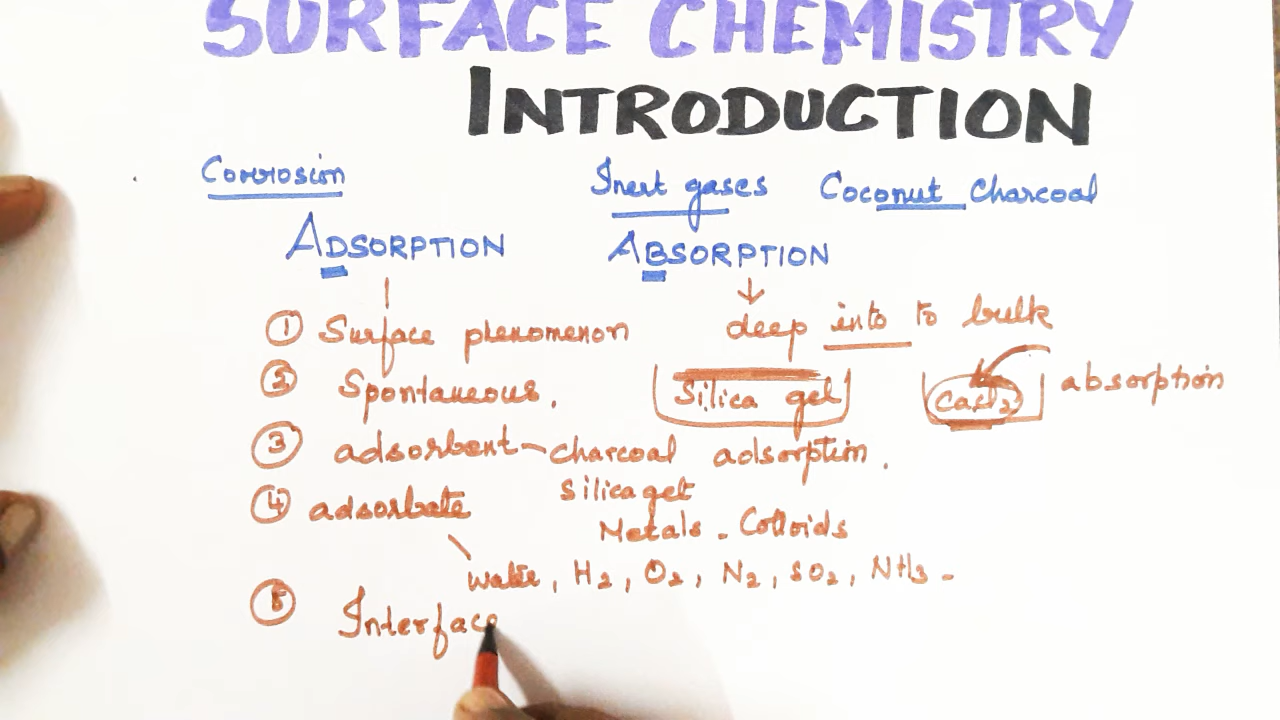 SURFACE CHEMISTRY
INTRODUCTION
Corrosion Inert gases Coconut Charcoal
ADSORPTION ABSORPTION
① Surface phenomenon deep into to bulk
Spontaneous. Silica gel CaCl2 absorption
③ adsorbent charcoal adsorption.
④ adsorbate Silica gel
Metals. Colloids
water, H2, O2, N2, SO2, NH3.
⑤ Interface